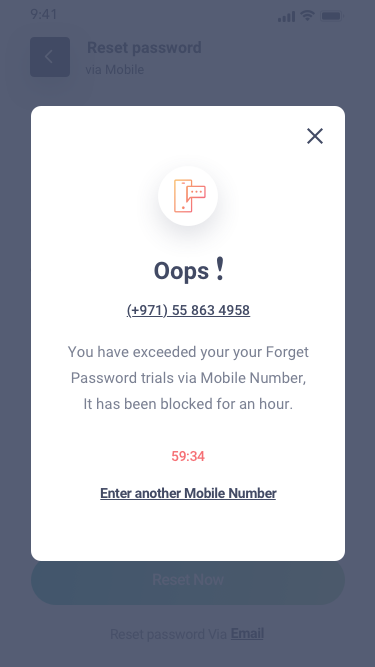 9:41
Reset password
via Mobile
Oops !
(+971) 55 863 4958
You have exceeded your your Forget
Password trials via Mobile Number,
It has been blocked for an hour.
59:34
Enter another Mobile Number
Reset Now
Reset password Via Email